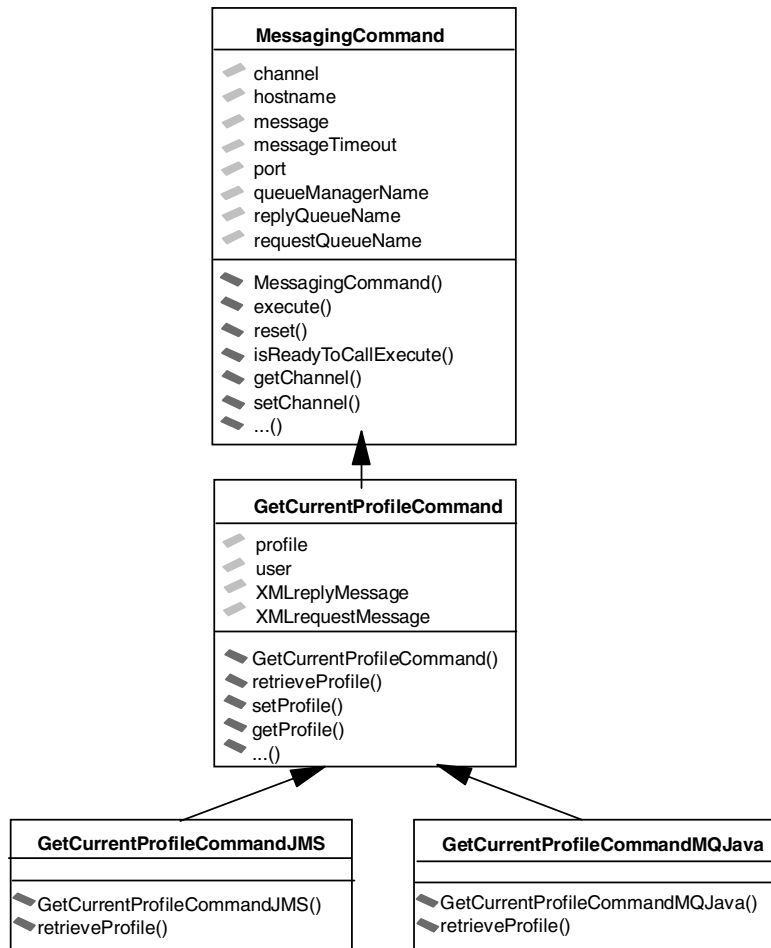 MessagingCommand
channel
hostname
message
messageTimeout
port
queueManagerName
replyQueueName
requestQueueName
MessagingCommand()
execute()
reset()
isReadyToCallExecute()
getChannel()
setChannel()
...()
GetCurrentProfileCommand
profile
user
XMLreplyMessage
XMLrequestMessage
GetCurrentProfileCommand()
retrieveProfile()
setProfile()
getProfile()
...()
GetCurrentProfileCommandJMS
GetCurrentProfileCommandJMS()
retrieveProfile()
GetCurrentProfileCommandMQJava
GetCurrentProfileCommandMQJava()
retrieveProfile()